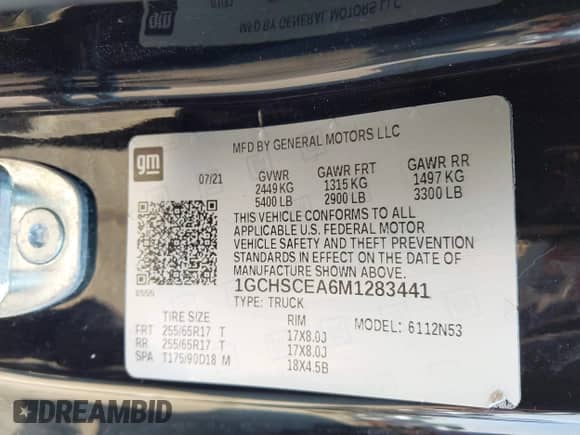 MFD BY GENERAL MOTORS LLC
gm
07/21 GVWR GAWR FRT GAWR RR
2449 KG 1315 KG 1497 KG
5400 LB 2900 LB 3300 LB
THIS VEHICLE CONFORMS TO ALL
APPLICABLE U.S. FEDERAL MOTOR
VEHICLE SAFETY AND THEFT PREVENTION
STANDARDS IN EFFECT ON THE DATE OF
MANUFACTURE SHOWN ABOVE.
1GCHSCEA6M1283441
TYPE: TRUCK
TIRE SIZE RIM MODEL: 6112N53
FRT 255/65R17 T 17X8.0J
RR 255/65R17 T 17X8.0J
SPA T175/90D18 M 18X4.5B
DREAMBID